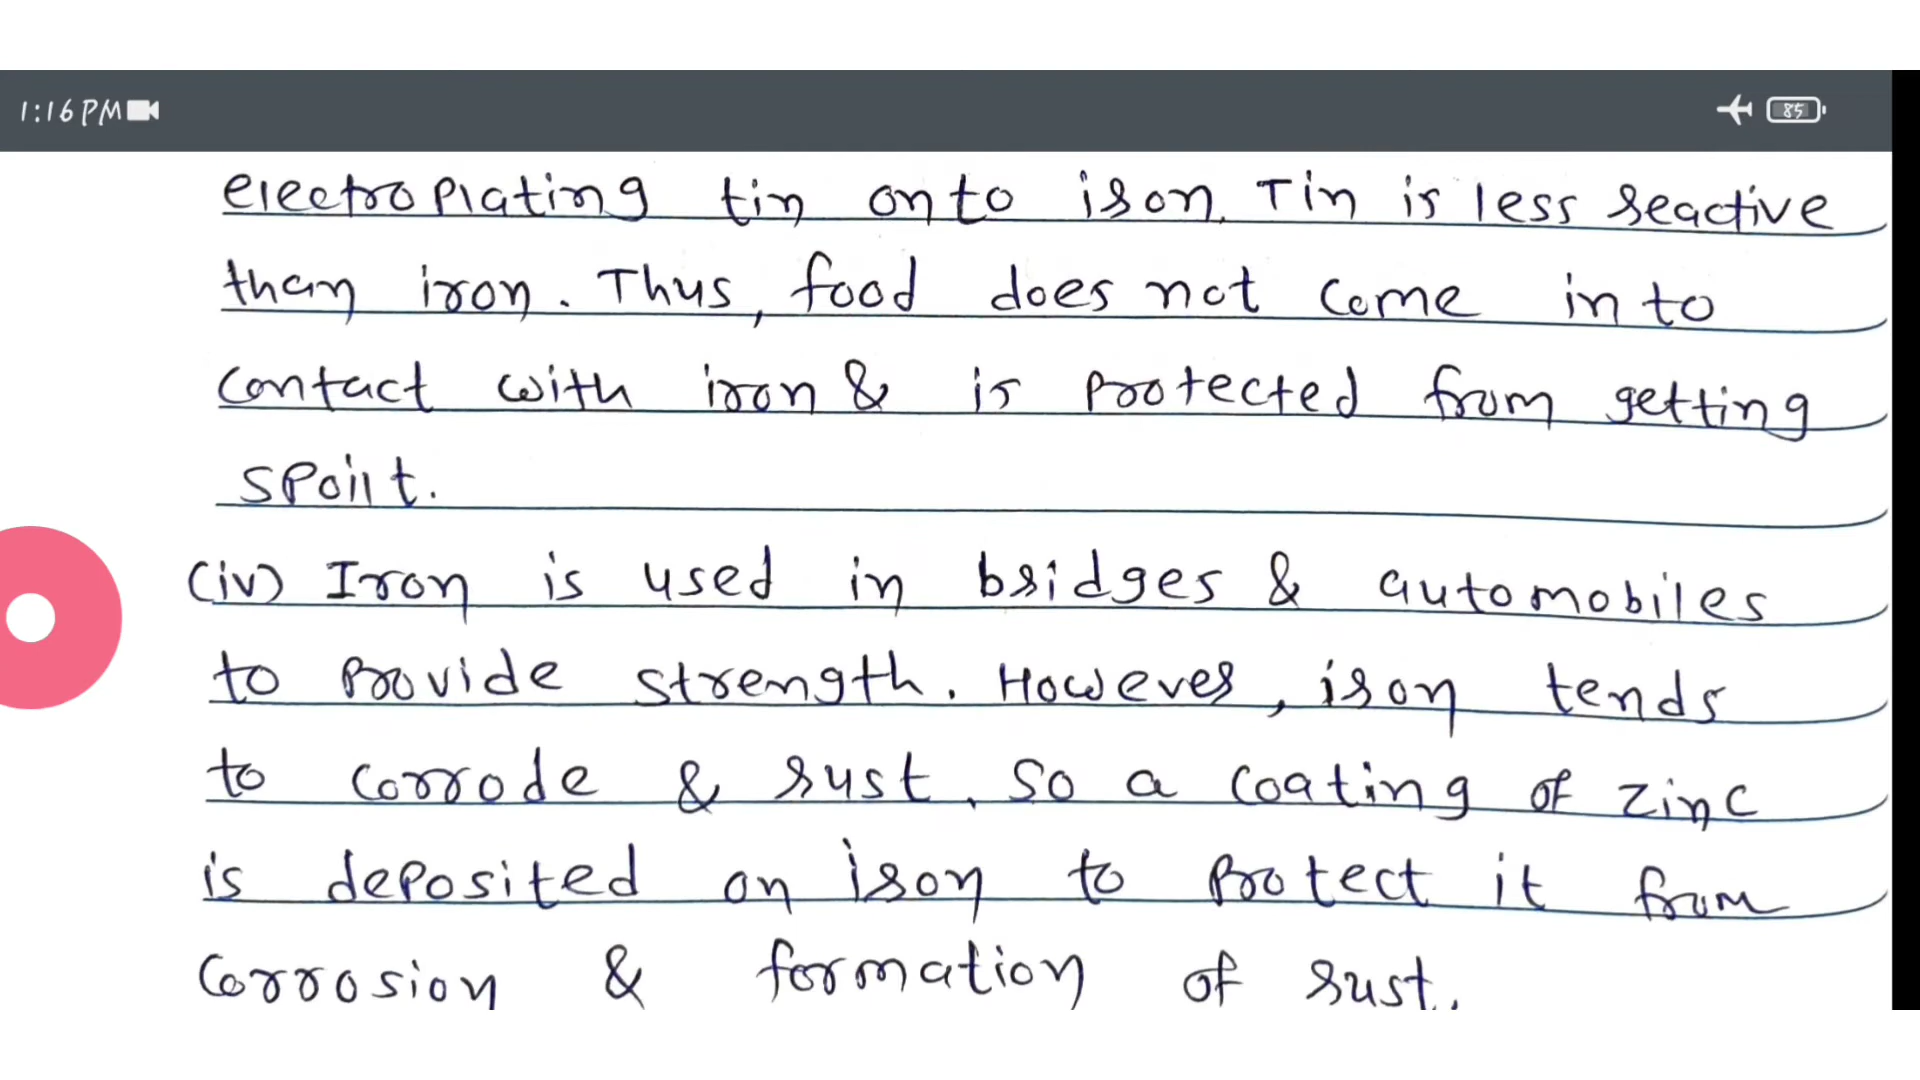 1:16 PM
85
electroplating tin onto iron. Tin is less reactive
than iron. Thus, food does not come in to
contact with iron & is protected from getting
spoilt.
(iv) Iron is used in bridges & automobiles
to provide strength. However, iron tends
to corrode & rust. So a coating of zinc
is deposited on iron to protect it from
corrosion & formation of rust.